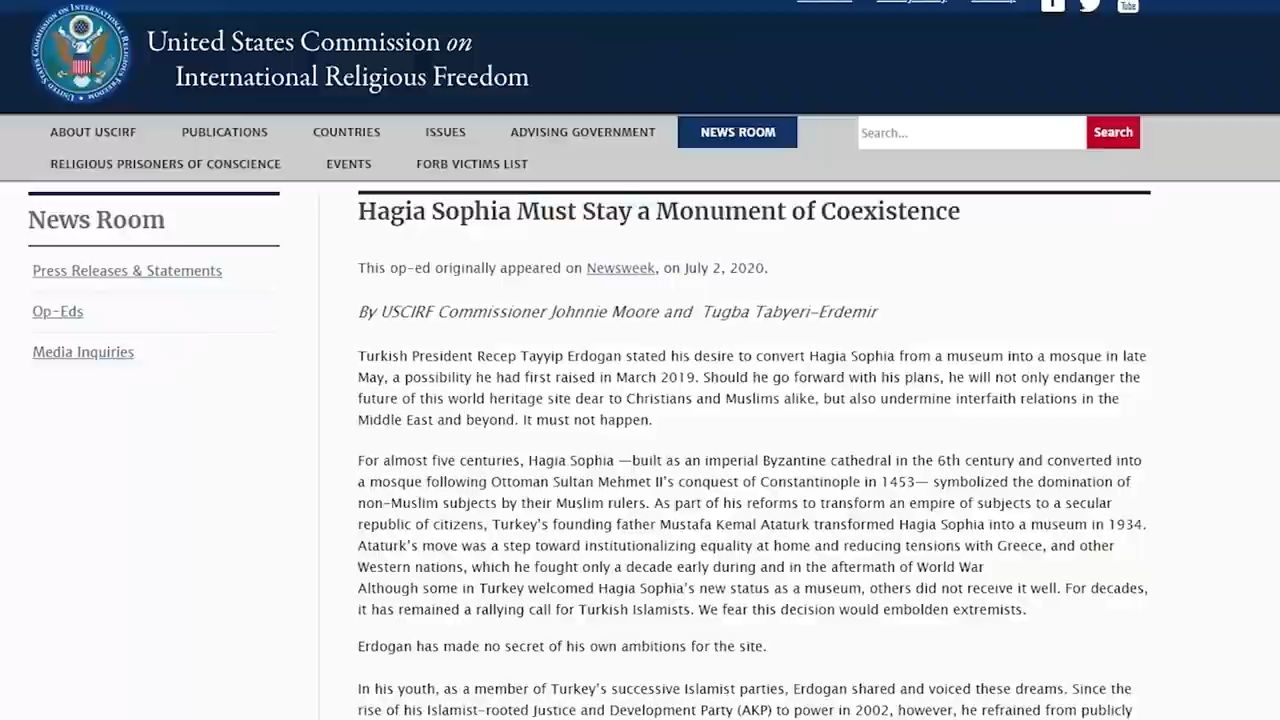 United States Commission on
International Religious Freedom
ABOUT USCIRF PUBLICATIONS COUNTRIES ISSUES ADVISING GOVERNMENT NEWS ROOM Search... Search
RELIGIOUS PRISONERS OF CONSCIENCE EVENTS FORB VICTIMS LIST
News Room
Press Releases & Statements
Op-Eds
Media Inquiries
Hagia Sophia Must Stay a Monument of Coexistence
This op-ed originally appeared on Newsweek, on July 2, 2020.
By USCIRF Commissioner Johnnie Moore and Tugba Tabyeri-Erdemir
Turkish President Recep Tayyip Erdogan stated his desire to convert Hagia Sophia from a museum into a mosque in late
May, a possibility he had first raised in March 2019. Should he go forward with his plans, he will not only endanger the
future of this world heritage site dear to Christians and Muslims alike, but also undermine interfaith relations in the
Middle East and beyond. It must not happen.
For almost five centuries, Hagia Sophia —built as an imperial Byzantine cathedral in the 6th century and converted into
a mosque following Ottoman Sultan Mehmet II's conquest of Constantinople in 1453— symbolized the domination of
non-Muslim subjects by their Muslim rulers. As part of his reforms to transform an empire of subjects to a secular
republic of citizens, Turkey's founding father Mustafa Kemal Ataturk transformed Hagia Sophia into a museum in 1934.
Ataturk's move was a step toward institutionalizing equality at home and reducing tensions with Greece, and other
Western nations, which he fought only a decade early during and in the aftermath of World War
Although some in Turkey welcomed Hagia Sophia's new status as a museum, others did not receive it well. For decades,
it has remained a rallying call for Turkish Islamists. We fear this decision would embolden extremists.
Erdogan has made no secret of his own ambitions for the site.
In his youth, as a member of Turkey's successive Islamist parties, Erdogan shared and voiced these dreams. Since the
rise of his Islamist-rooted Justice and Development Party (AKP) to power in 2002, however, he refrained from publicly